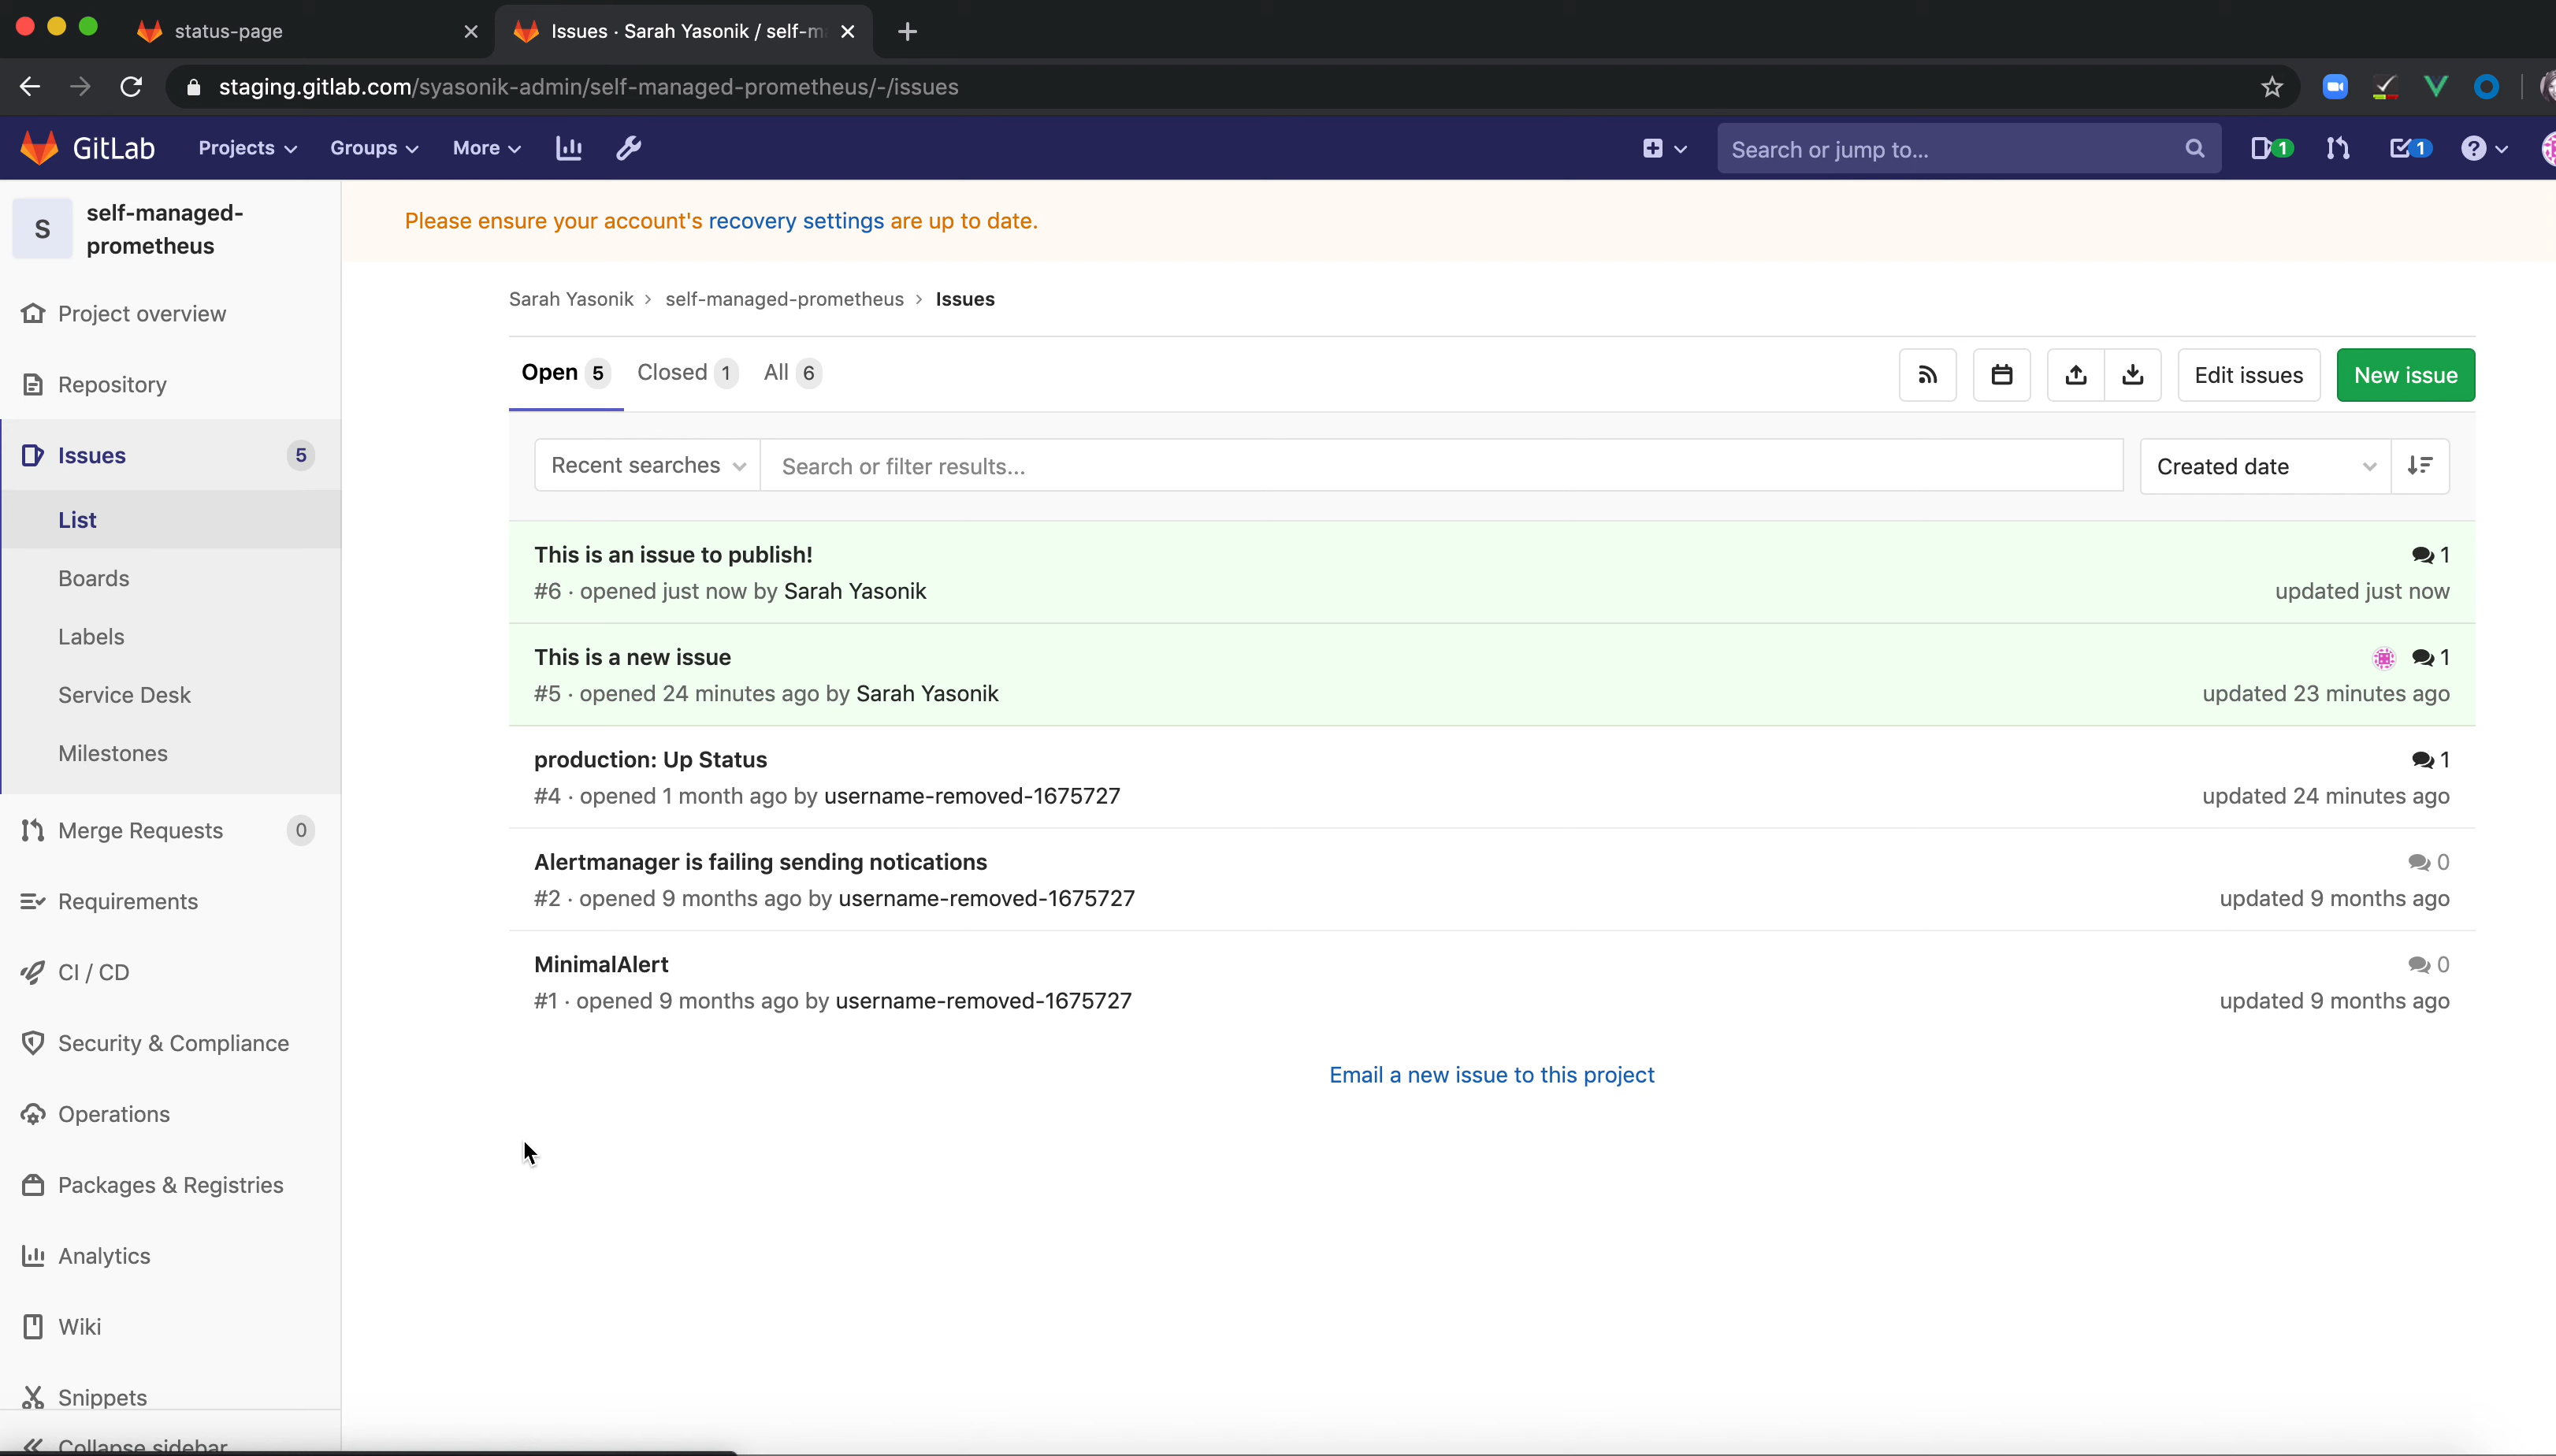 status-page
Issues · Sarah Yasonik / self-m
staging.gitlab.com/syasonik-admin/self-managed-prometheus/-/issues
GitLab Projects Groups More Search or jump to... 1 1
S self-managed-
prometheus
Project overview
Repository
Issues 5
List
Boards
Labels
Service Desk
Milestones
Merge Requests 0
Requirements
CI / CD
Security & Compliance
Operations
Packages & Registries
Analytics
Wiki
Snippets
Collapse sidebar
Please ensure your account's recovery settings are up to date.
Sarah Yasonik › self-managed-prometheus › Issues
Open 5 Closed 1 All 6 Edit issues New issue
Recent searches Search or filter results... Created date
This is an issue to publish! 1
#6 · opened just now by Sarah Yasonik updated just now
This is a new issue 1
#5 · opened 24 minutes ago by Sarah Yasonik updated 23 minutes ago
production: Up Status 1
#4 · opened 1 month ago by username-removed-1675727 updated 24 minutes ago
Alertmanager is failing sending notications 0
#2 · opened 9 months ago by username-removed-1675727 updated 9 months ago
MinimalAlert 0
#1 · opened 9 months ago by username-removed-1675727 updated 9 months ago
Email a new issue to this project